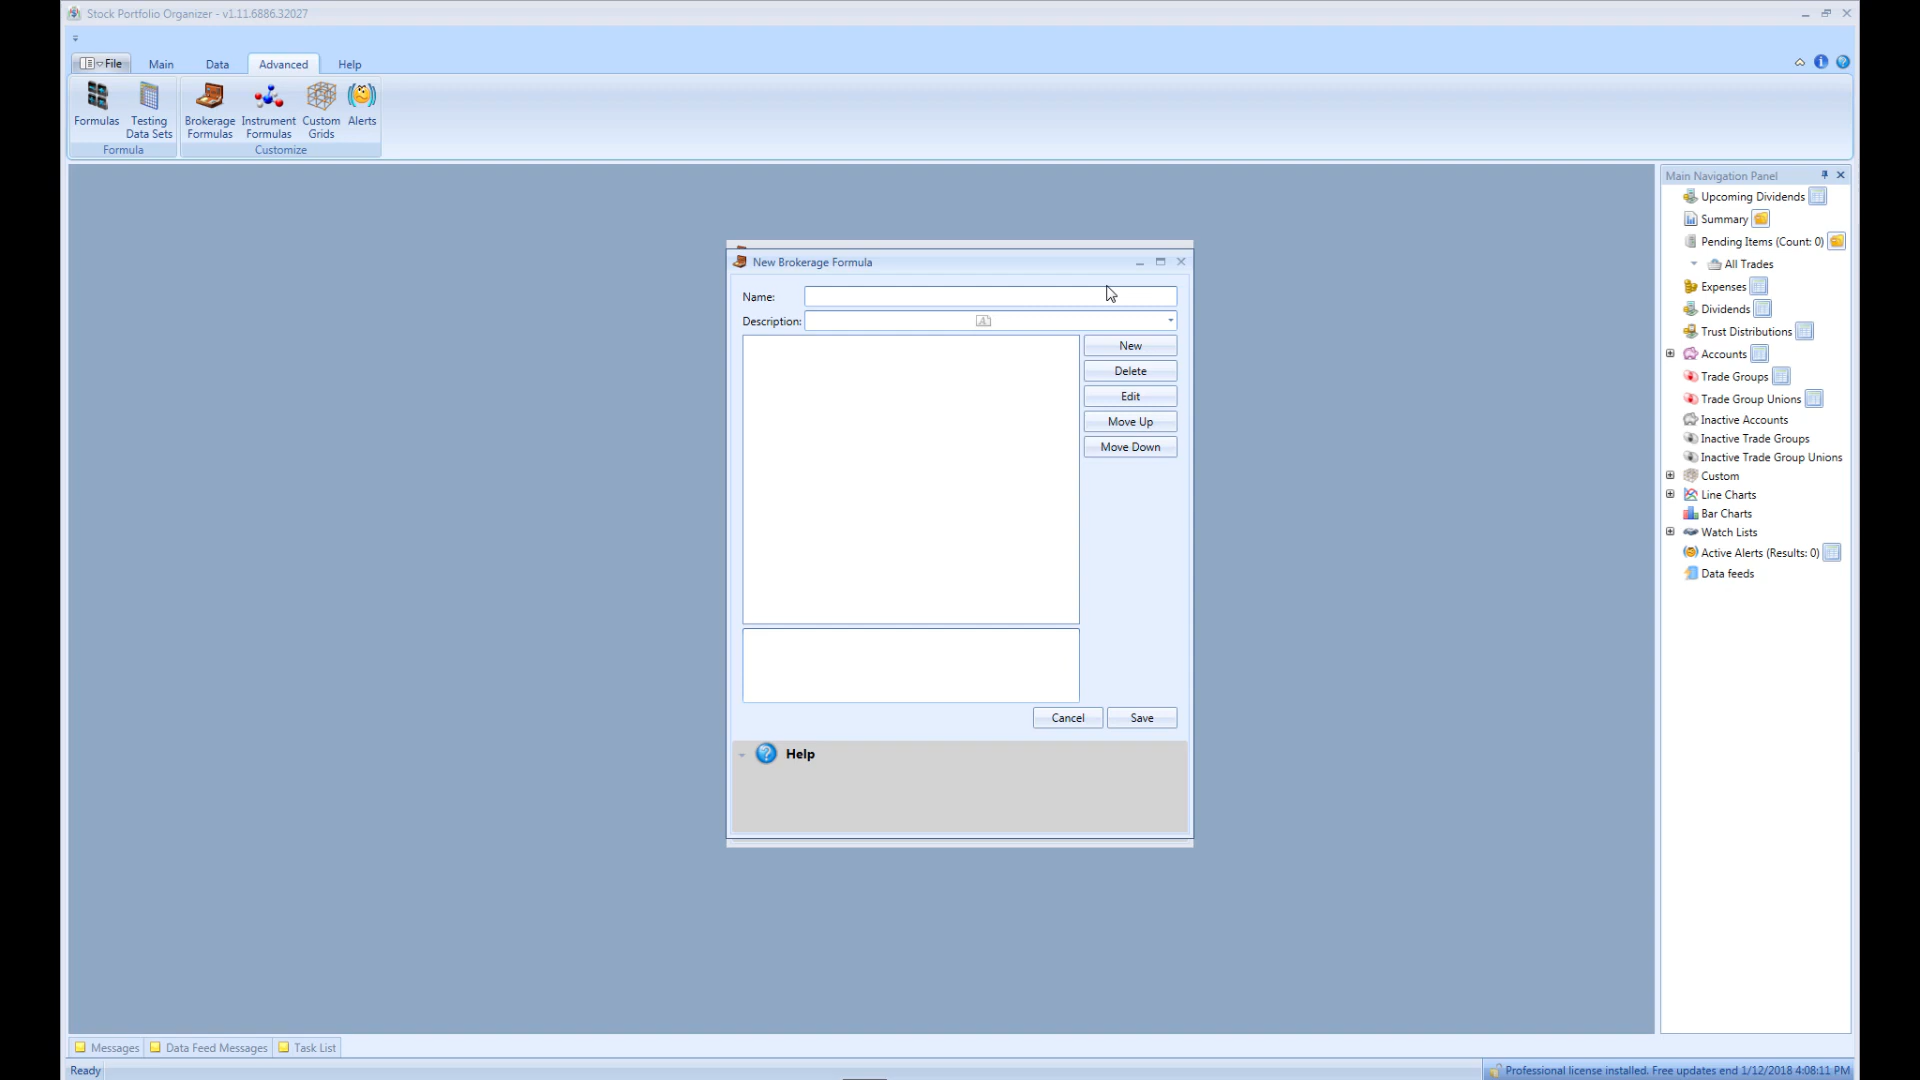 Stock Portfolio Organizer - v1.11.6886.32027
File
Main
Data
Advanced
Help
Formulas
Testing
Data Sets
Brokerage
Formulas
Instrument
Formulas
Custom
Grids
Alerts
Formula
Customize
New Brokerage Formula
Name:
Description:
New
Delete
Edit
Move Up
Move Down
Cancel
Save
Help
Main Navigation Panel
Upcoming Dividends
Summary
Pending Items (Count: 0)
All Trades
Expenses
Dividends
Trust Distributions
Accounts
Trade Groups
Trade Group Unions
Inactive Accounts
Inactive Trade Groups
Inactive Trade Group Unions
Custom
Line Charts
Bar Charts
Watch Lists
Active Alerts (Results: 0)
Data feeds
Messages
Data Feed Messages
Task List
Ready
Professional license installed. Free updates end 1/12/2018 4:08:11 PM